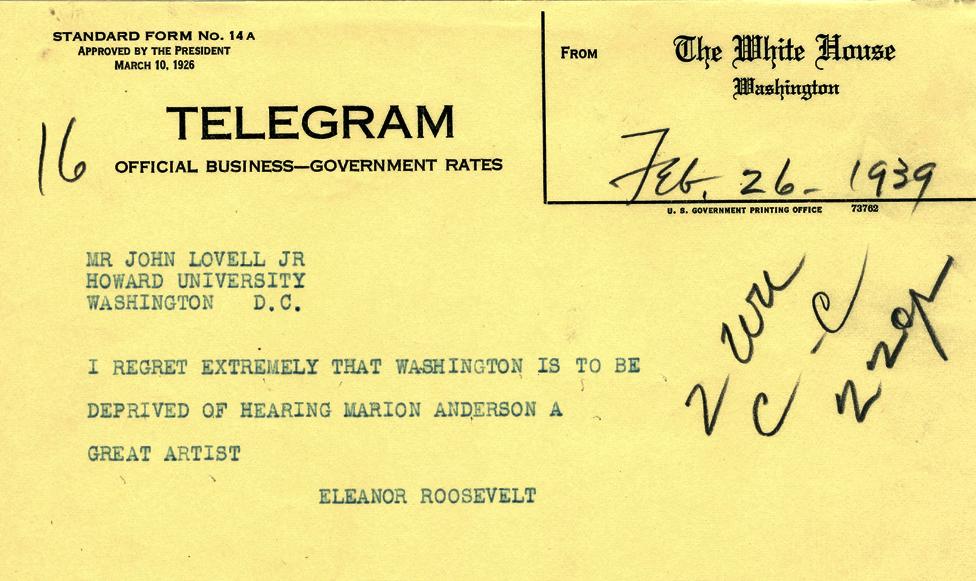 STANDARD FORM No. 14A
APPROVED BY THE PRESIDENT
MARCH 10, 1926
FROM
The White House
Washington
TELEGRAM
16
OFFICIAL BUSINESS—GOVERNMENT RATES
Feb. 26- 1939
U. S. GOVERNMENT PRINTING OFFICE 73762
MR JOHN LOVELL JR
HOWARD UNIVERSITY
WASHINGTON D.C.
I REGRET EXTREMELY THAT WASHINGTON IS TO BE
DEPRIVED OF HEARING MARION ANDERSON A
GREAT ARTIST
ELEANOR ROOSEVELT